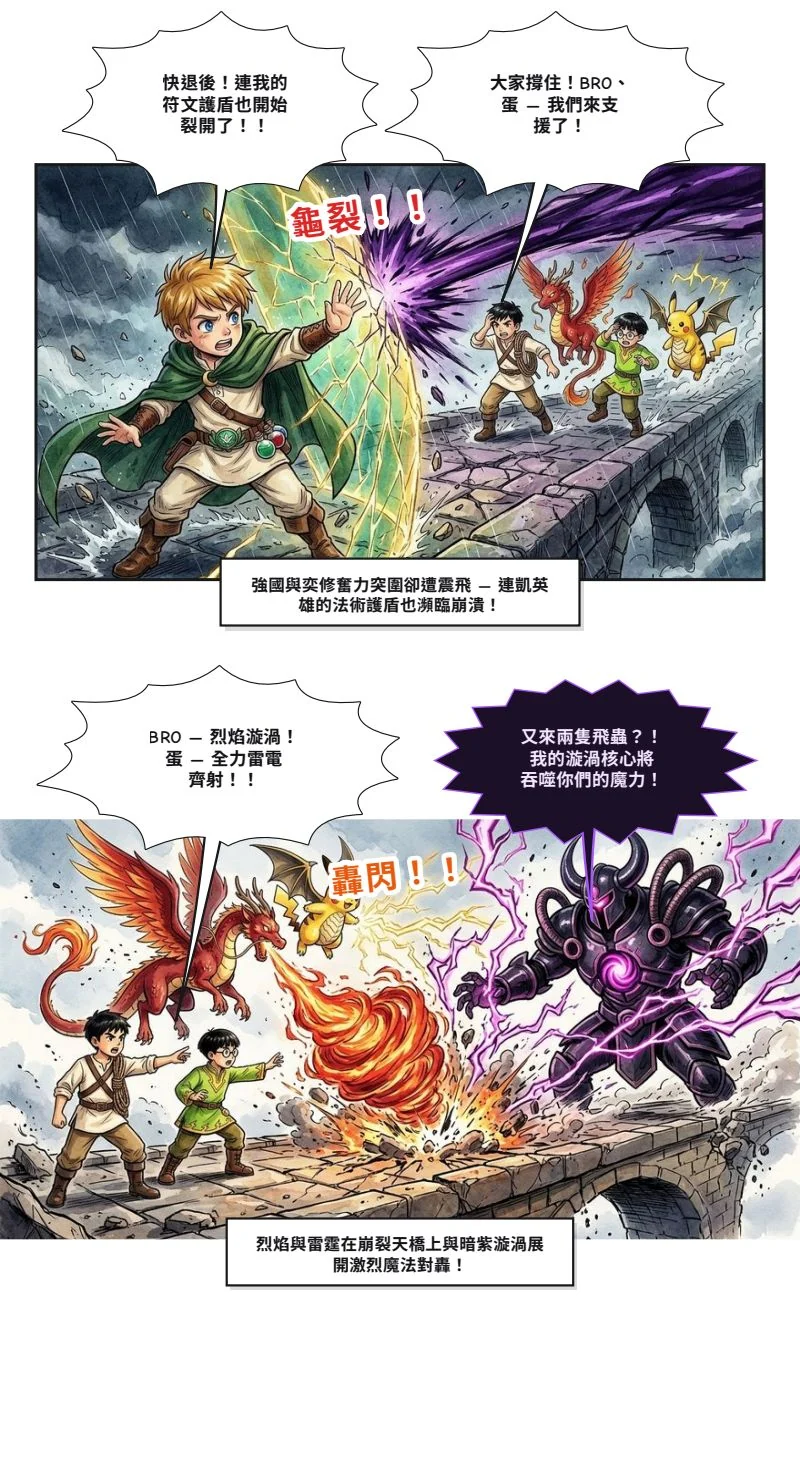 快退後！連我的
符文護盾也開始
裂開了！！
大家撐住！BRO、
蛋 — 我們來支
援了！
龜裂！！
強國與奕修奮力突圍卻遭震飛 — 連凱英
雄的法術護盾也瀕臨崩潰！
BRO — 烈焰漩渦！
蛋 — 全力雷電
齊射！！
又來兩隻飛蟲？！
我的漩渦核心將
吞噬你們的魔力！
轟閃！！
烈焰與雷霆在崩裂天橋上與暗紫漩渦展
開激烈魔法對轟！